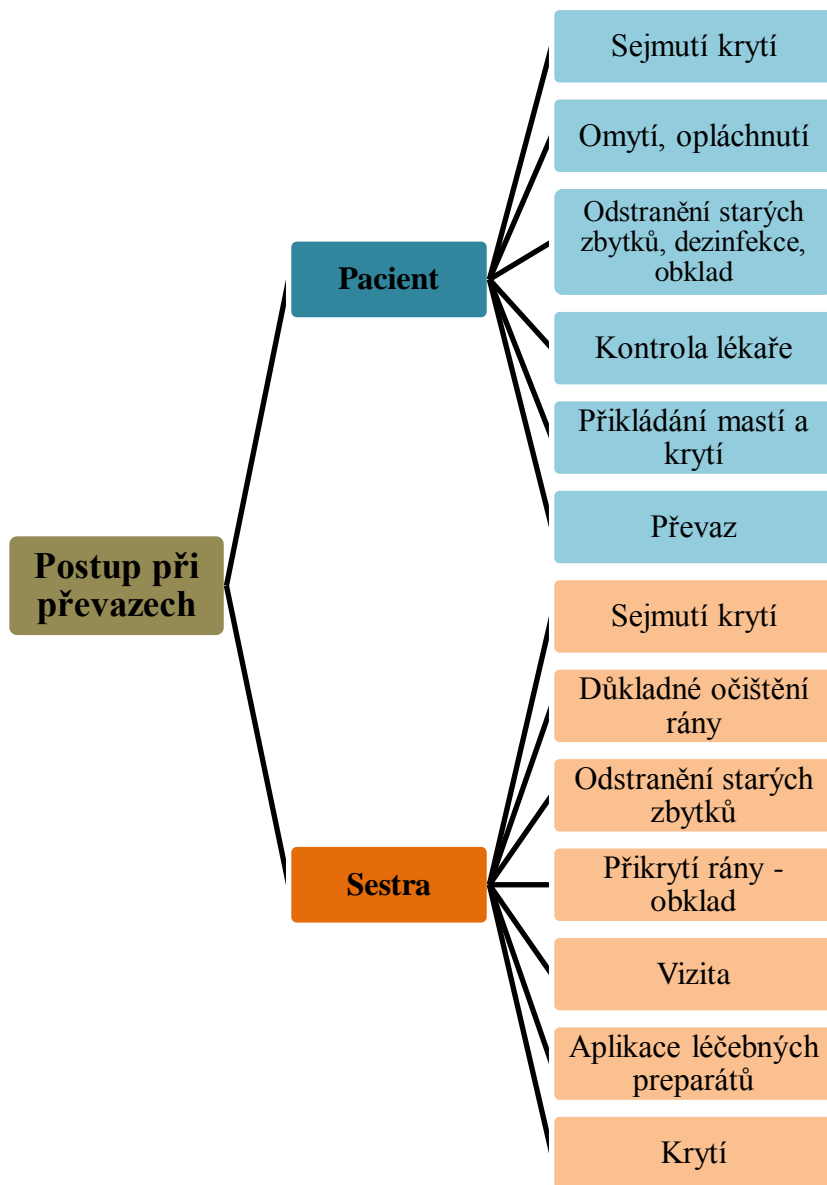 Postup při
převazech
Pacient
Sejmutí krytí
Omytí, opláchnutí
Odstranění starých
zbytků, dezinfekce,
obklad
Kontrola lékaře
Přikládání mastí a
krytí
Převaz
Sestra
Sejmutí krytí
Důkladné očištění
rány
Odstranění starých
zbytků
Přikrytí rány -
obklad
Vizita
Aplikace léčebných
preparátů
Krytí